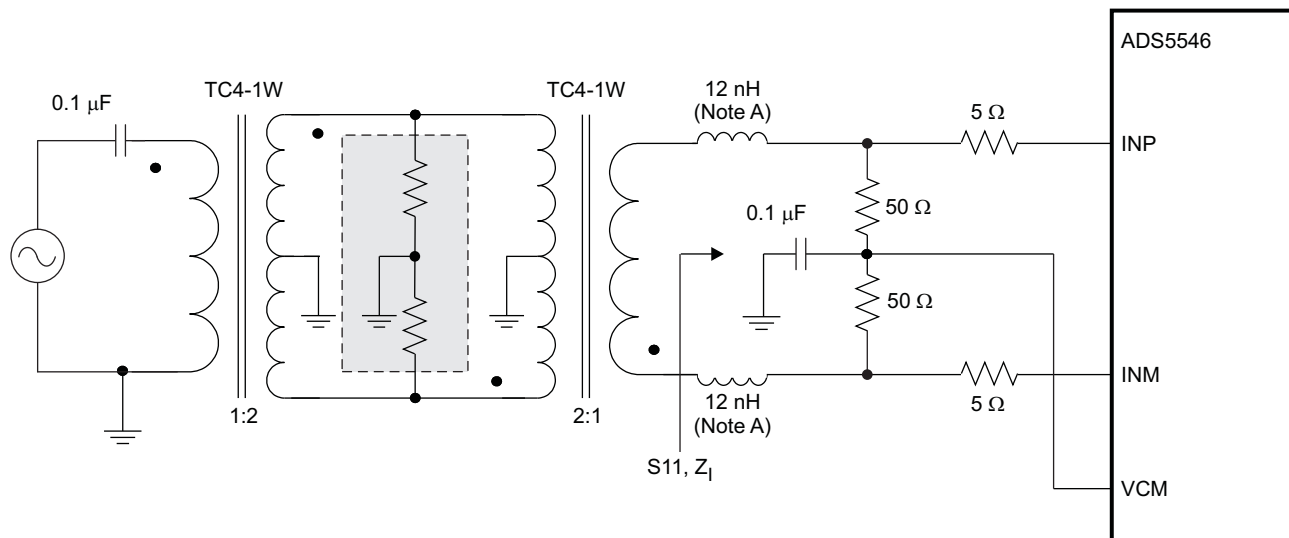 ADS5546
TC4-1W
TC4-1W
12 nH
(Note A)
0.1 μF
5 Ω
INP
50 Ω
0.1 μF
50 Ω
INM
5 Ω
12 nH
(Note A)
1:2
2:1
S11, ZI
VCM